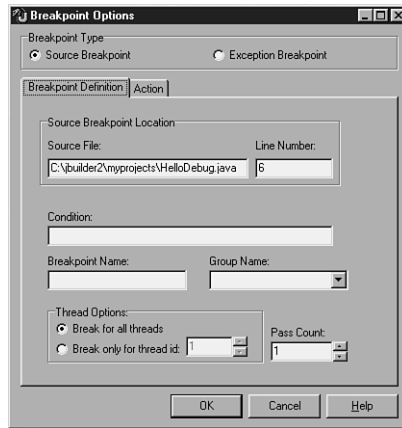 Breakpoint Options
Breakpoint Type
Source Breakpoint Exception Breakpoint
Breakpoint Definition Action
Source Breakpoint Location
Source File: Line Number:
C:\jbuilder2\myprojects\HelloDebug.java 6
Condition:
Breakpoint Name: Group Name:
Thread Options:
Break for all threads
Pass Count:
Break only for thread id: 1
1
OK Cancel Help